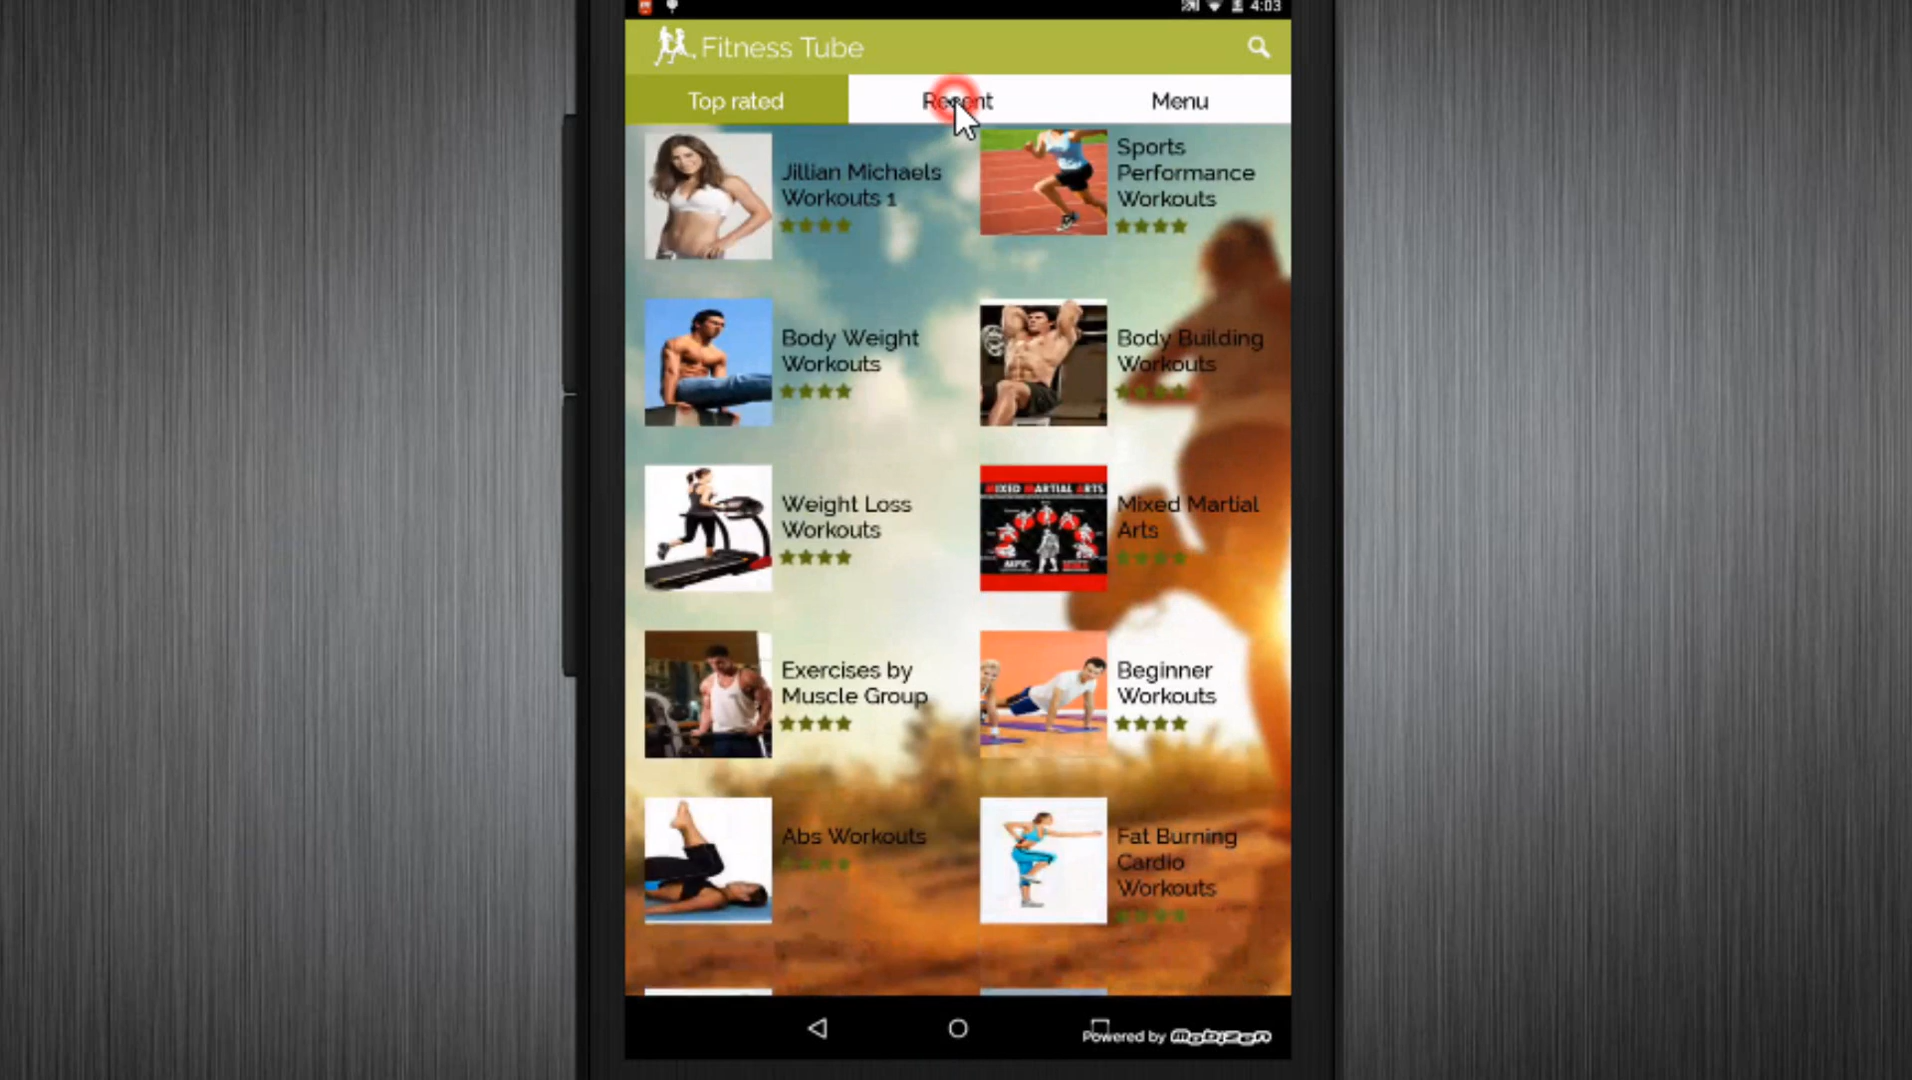 4:03
Fitness Tube
Top rated
Recent
Menu
Jillian Michaels
Workouts 1
Sports
Performance
Workouts
Body Weight
Workouts
Body Building
Workouts
Weight Loss
Workouts
MIXED MARTIAL ARTS
Mixed Martial
Arts
Exercises by
Muscle Group
Beginner
Workouts
Abs Workouts
Fat Burning
Cardio
Workouts
Powered by Mobizen